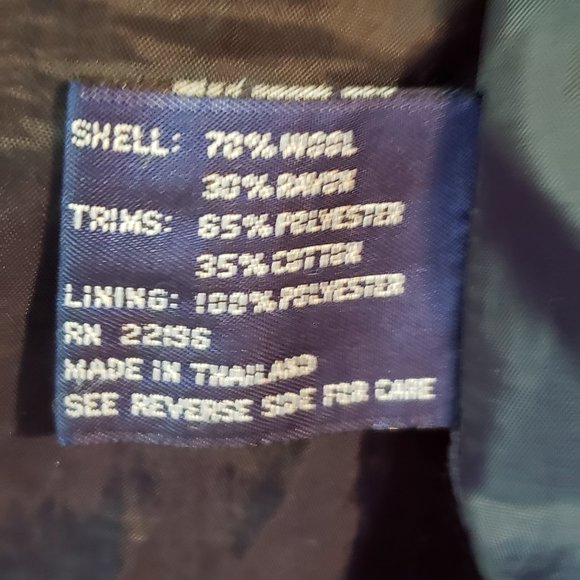 SHELL: 70% WOOL
30% RAYON
TRIMS: 65% POLYESTER
35% COTTON
LINING: 100% POLYESTER
RN 22196
MADE IN THAILAND
SEE REVERSE SIDE FOR CARE